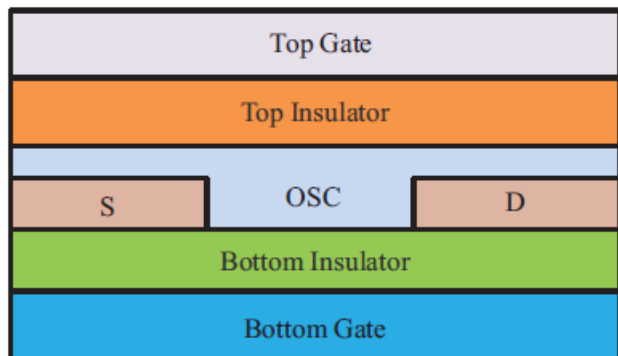 Top Gate
Top Insulator
S
OSC
D
Bottom Insulator
Bottom Gate